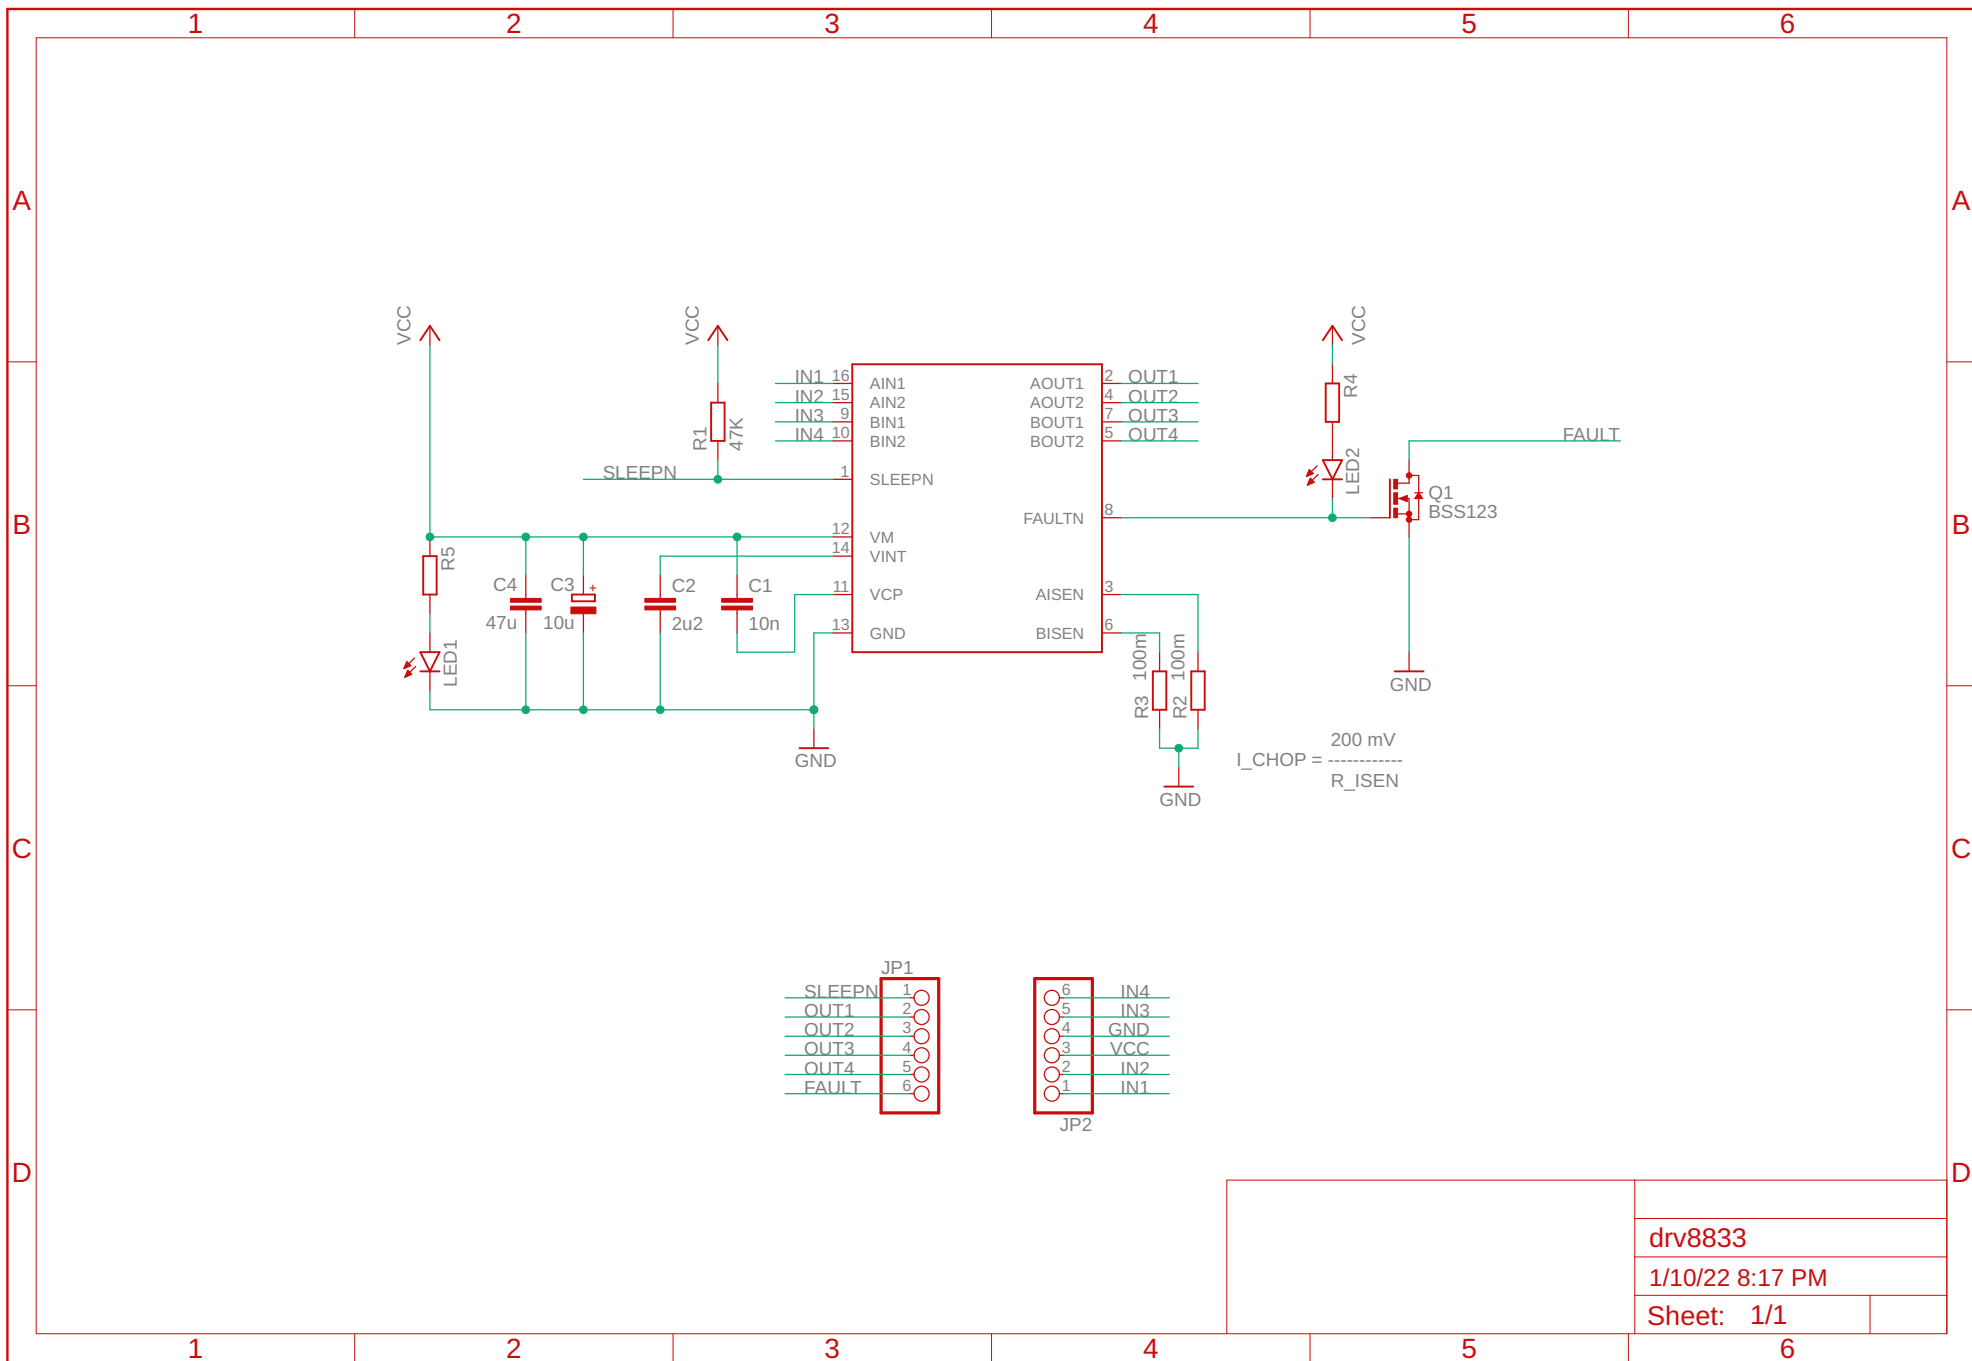 1 2 3 4 5 6
A A
VCC VCC VCC
IN1 16 AIN1 AOUT1 2 OUT1
IN2 15 AIN2 AOUT2 4 OUT2
IN3 9 BIN1 BOUT1 7 OUT3
IN4 10 BIN2 BOUT2 5 OUT4
R1 47K
R4
FAULT
SLEEPN 1 SLEEPN
LED2
Q1
BSS123
FAULTN 8
B B
12 VM
14 VINT
R5
C4 C3 + C2 C1
47u 10u 2u2 10n
11 VCP AISEN 3
13 GND BISEN 6
LED1
R3 100m R2 100m
GND
GND
GND
200 mV
I_CHOP = ------------
R_ISEN
C C
JP1
SLEEPN 1
OUT1 2
OUT2 3
OUT3 4
OUT4 5
FAULT 6
6 IN4
5 IN3
4 GND
3 VCC
2 IN2
1 IN1
JP2
D D
drv8833
1/10/22 8:17 PM
Sheet: 1/1
1 2 3 4 5 6